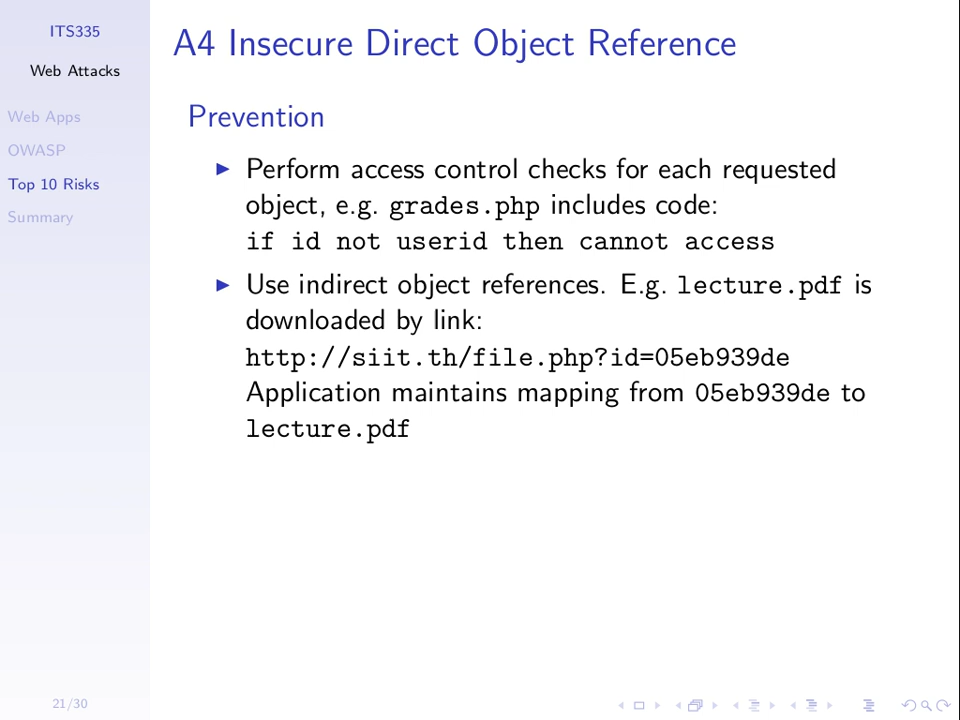 ITS335
Web Attacks
Web Apps
OWASP
Top 10 Risks
Summary
A4 Insecure Direct Object Reference
Prevention
Perform access control checks for each requested
object, e.g. grades.php includes code:
if id not userid then cannot access
Use indirect object references. E.g. lecture.pdf is
downloaded by link:
http://siit.th/file.php?id=05eb939de
Application maintains mapping from 05eb939de to
lecture.pdf
21/30